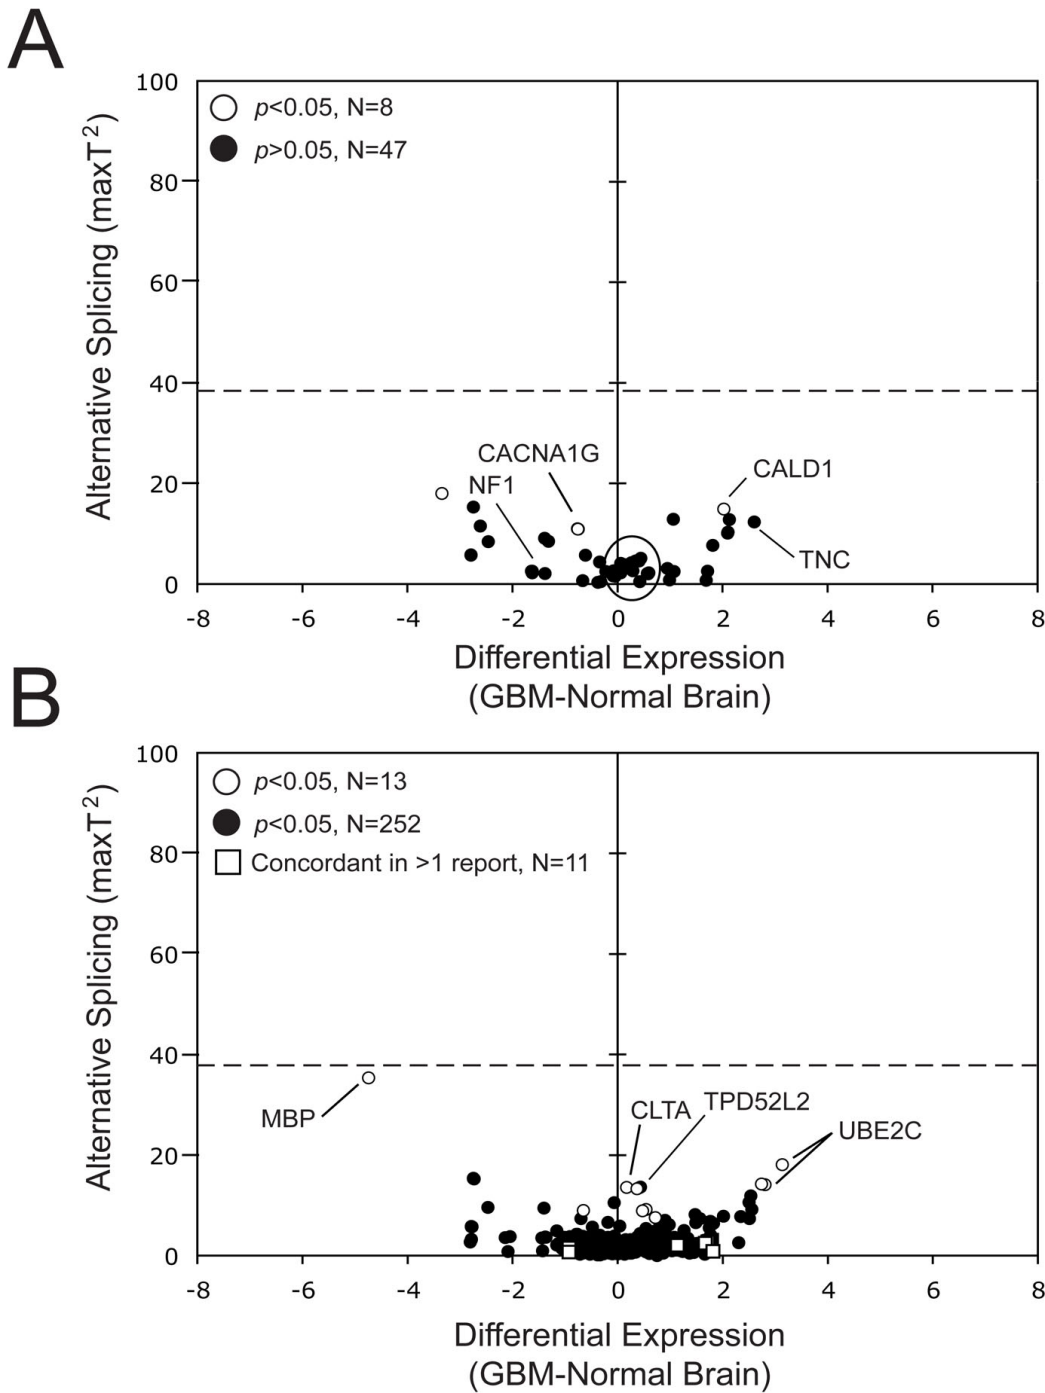 A
100
80
60
40
20
0
Alternative Splicing (maxT²)
p<0.05, N=8
p>0.05, N=47
CACNA1G
NF1
CALD1
TNC
-8 -6 -4 -2 0 2 4 6 8
Differential Expression
(GBM-Normal Brain)
B
100
80
60
40
20
0
Alternative Splicing (maxT²)
p<0.05, N=13
p<0.05, N=252
Concordant in >1 report, N=11
MBP
CLTA
TPD52L2
UBE2C
-8 -6 -4 -2 0 2 4 6 8
Differential Expression
(GBM-Normal Brain)